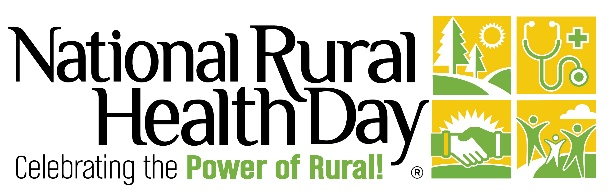 National Rural
Health Day
Celebrating the Power of Rural! ®